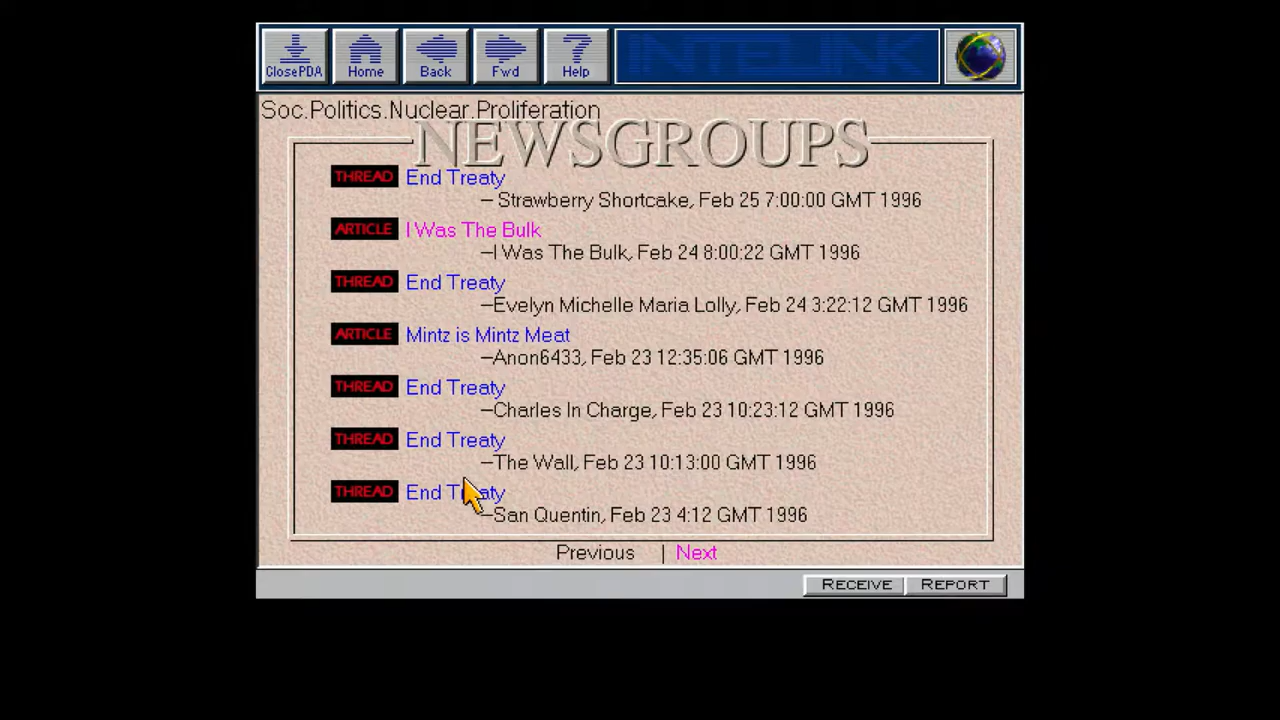 ClosePDA Home Back Fwd Help INTELINK
Soc.Politics.Nuclear.Proliferation
NEWSGROUPS
THREAD End Treaty
– Strawberry Shortcake, Feb 25 7:00:00 GMT 1996
ARTICLE I Was The Bulk
–I Was The Bulk, Feb 24 8:00:22 GMT 1996
THREAD End Treaty
–Evelyn Michelle Maria Lolly, Feb 24 3:22:12 GMT 1996
ARTICLE Mintz is Mintz Meat
–Anon6433, Feb 23 12:35:06 GMT 1996
THREAD End Treaty
–Charles In Charge, Feb 23 10:23:12 GMT 1996
THREAD End Treaty
–The Wall, Feb 23 10:13:00 GMT 1996
THREAD End Treaty
–San Quentin, Feb 23 4:12 GMT 1996
Previous | Next
RECEIVE REPORT